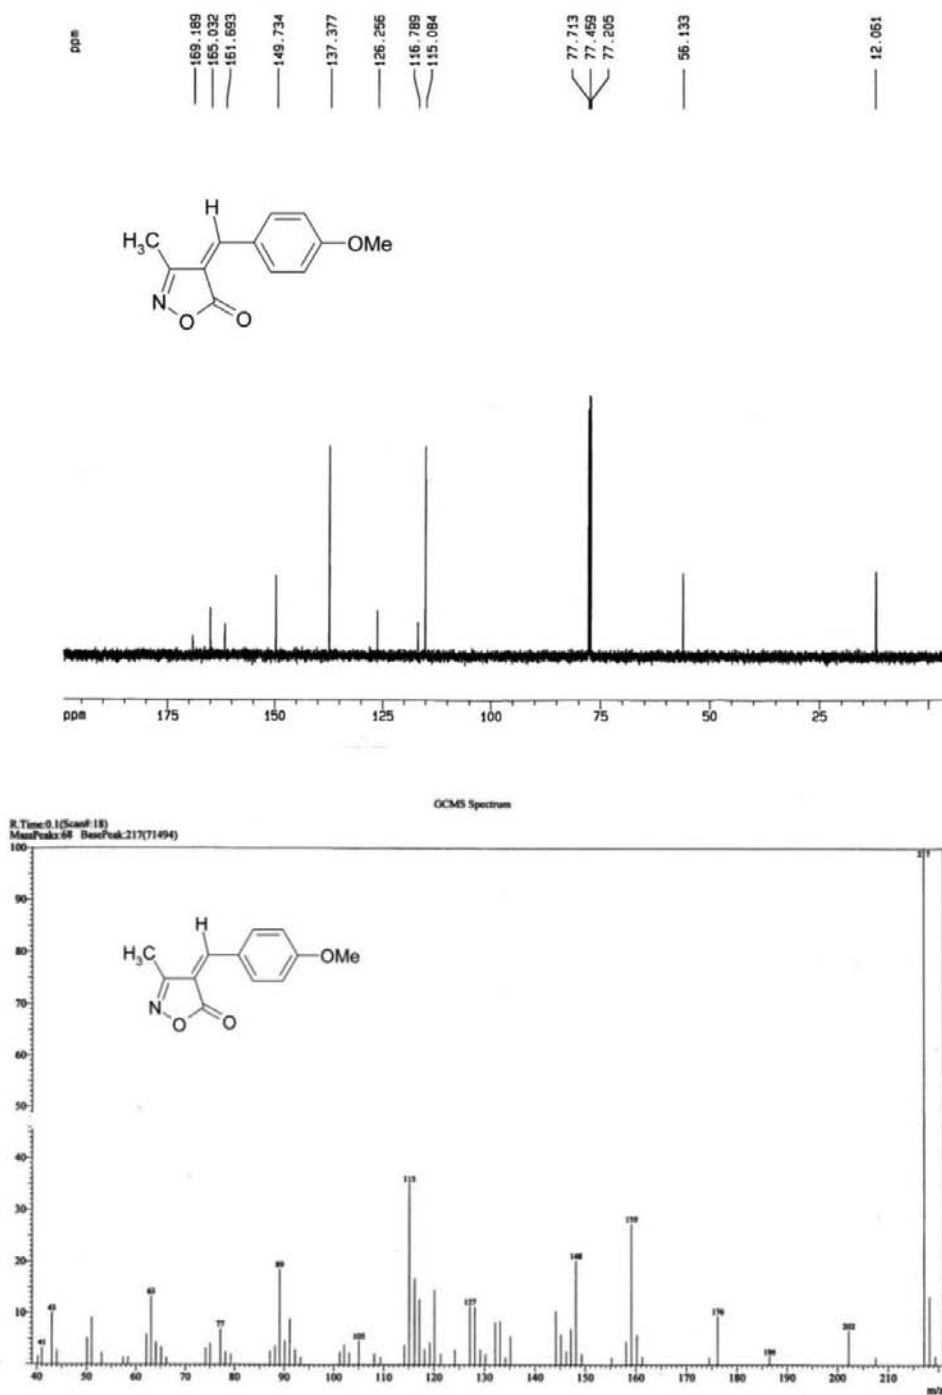 ppm
169.189
165.032
161.693
149.734
137.377
126.256
116.789
115.084
77.713
77.459
77.205
56.133
12.061
H
H₃C
OMe
N
O
O
ppm 175 150 125 100 75 50 25
GCMS Spectrum
R.Time:0.1(Scan#:18)
MassPeaks:68 BasePeak:217(71494)
100
90
80
70
60
50
40
30
20
10
H
H₃C
OMe
N
O
O
115
159
148
89
63
43
41
77
105
127
176
202
40 50 60 70 80 90 100 110 120 130 140 150 160 170 180 190 200 210